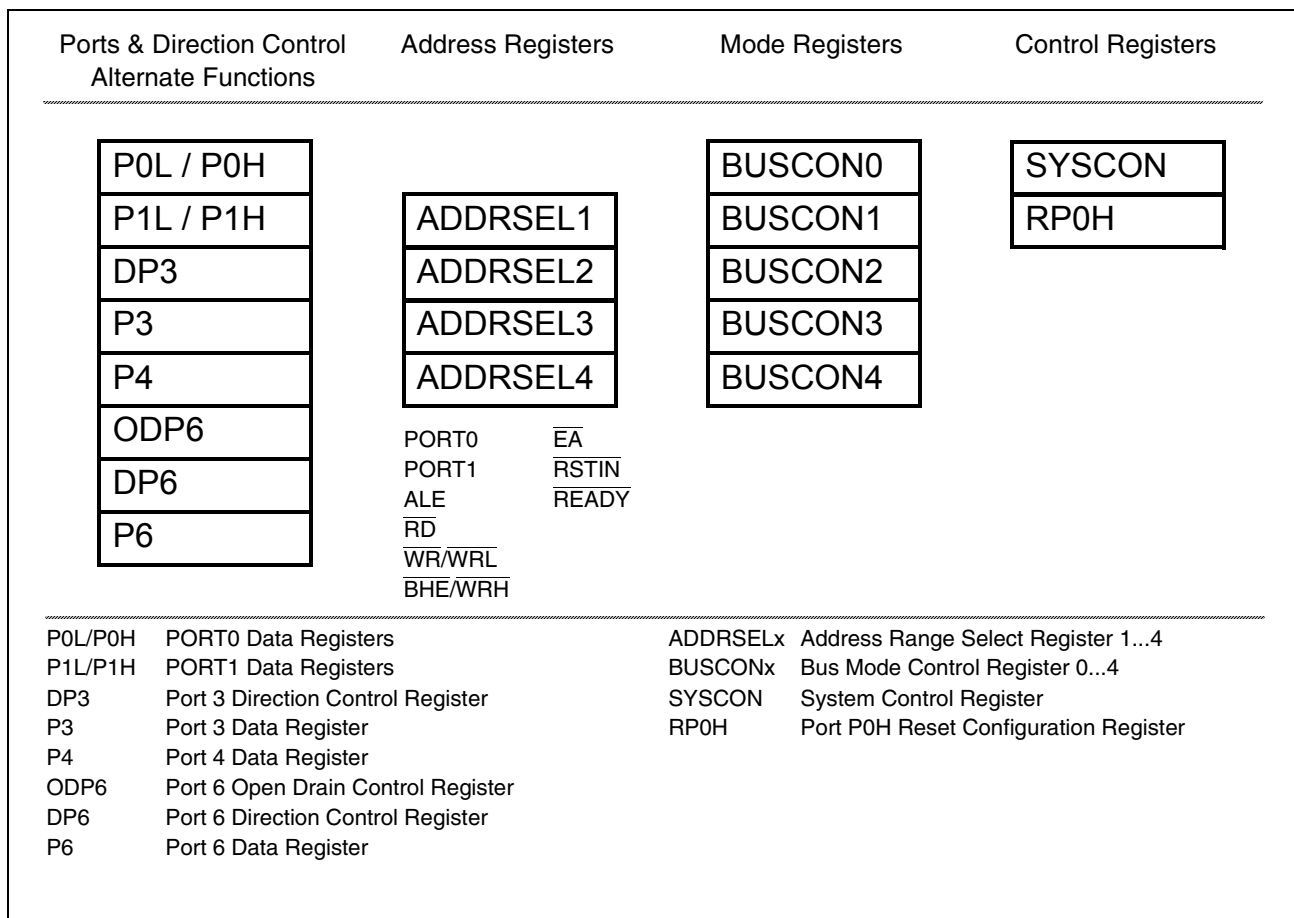 Ports & Direction Control
Alternate Functions
Address Registers
Mode Registers
Control Registers
P0L / P0H
P1L / P1H
DP3
P3
P4
ODP6
DP6
P6
ADDRSEL1
ADDRSEL2
ADDRSEL3
ADDRSEL4
PORT0 EA
PORT1 RSTIN
ALE READY
RD
WR/WRL
BHE/WRH
BUSCON0
BUSCON1
BUSCON2
BUSCON3
BUSCON4
SYSCON
RP0H
P0L/P0H PORT0 Data Registers
P1L/P1H PORT1 Data Registers
DP3 Port 3 Direction Control Register
P3 Port 3 Data Register
P4 Port 4 Data Register
ODP6 Port 6 Open Drain Control Register
DP6 Port 6 Direction Control Register
P6 Port 6 Data Register
ADDRSELx Address Range Select Register 1...4
BUSCONx Bus Mode Control Register 0...4
SYSCON System Control Register
RP0H Port P0H Reset Configuration Register